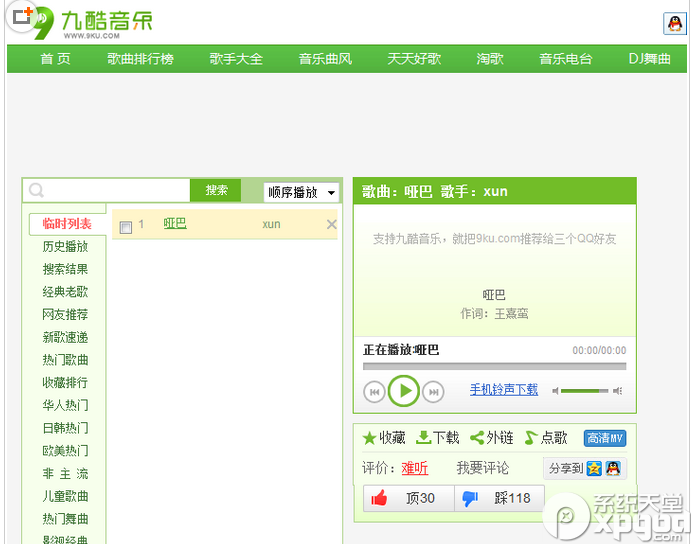 九酷音乐
WWW.9KU.COM
首 页 歌曲排行榜 歌手大全 音乐曲风 天天好歌 淘歌 音乐电台 DJ舞曲
搜索 顺序播放
临时列表
历史播放
搜索结果
经典老歌
网友推荐
新歌速递
热门歌曲
收藏排行
华人热门
日韩热门
欧美热门
非 主 流
儿童歌曲
热门舞曲
影视经典
1 哑巴 xun
歌曲：哑巴 歌手：xun
支持九酷音乐，就把9ku.com推荐给三个QQ好友
哑巴
作词：王熹蛮
正在播放:哑巴 00:00/00:00
手机铃声下载
收藏 下载 外链 点歌 高清MV
评价：难听 我要评论 分享到
顶30 踩118
系统天堂
xpgba